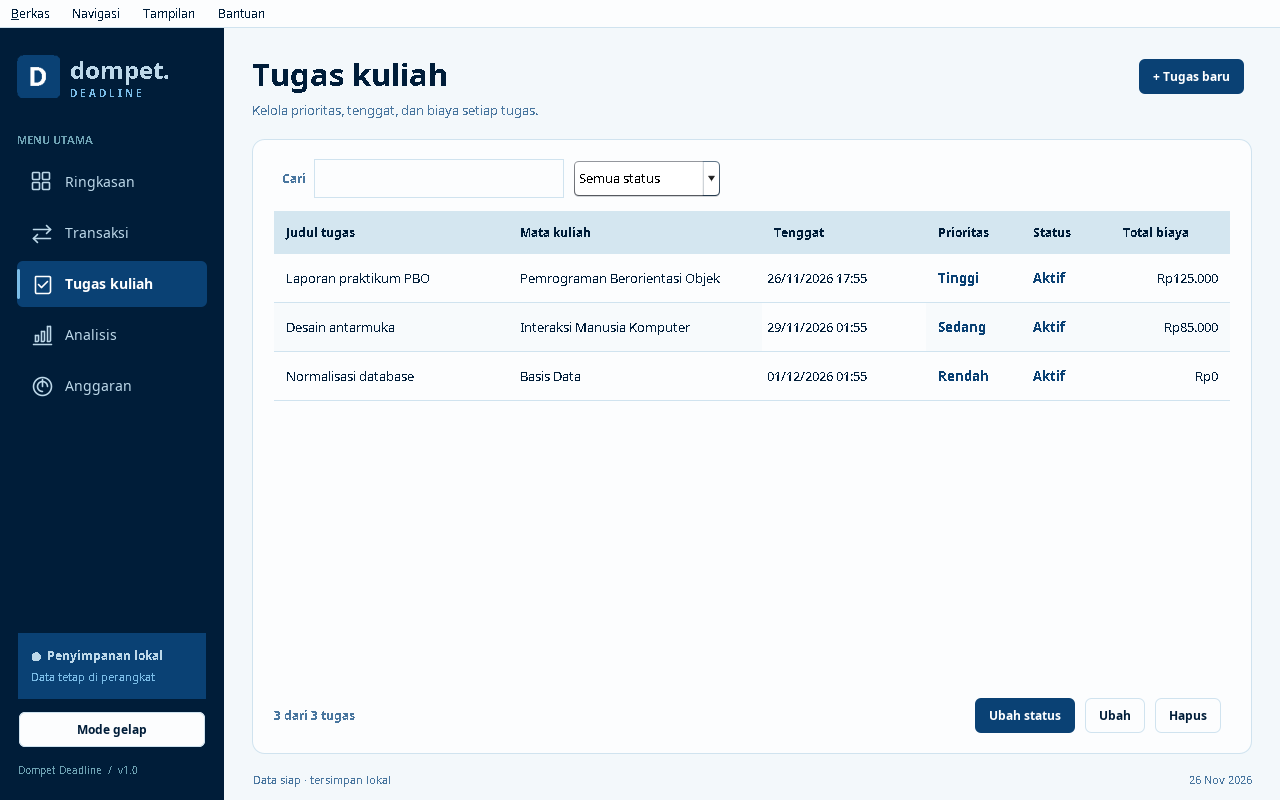 Berkas Navigasi Tampilan Bantuan
D dompet.
DEADLINE
MENU UTAMA
Ringkasan
Transaksi
Tugas kuliah
Analisis
Anggaran
Penyimpanan lokal
Data tetap di perangkat
Mode gelap
Dompet Deadline / v1.0
Tugas kuliah
Kelola prioritas, tenggat, dan biaya setiap tugas.
+ Tugas baru
Cari Semua status
Judul tugas Mata kuliah Tenggat Prioritas Status Total biaya
Laporan praktikum PBO Pemrograman Berorientasi Objek 26/11/2026 17:55 Tinggi Aktif Rp125.000
Desain antarmuka Interaksi Manusia Komputer 29/11/2026 01:55 Sedang Aktif Rp85.000
Normalisasi database Basis Data 01/12/2026 01:55 Rendah Aktif Rp0
3 dari 3 tugas Ubah status Ubah Hapus
Data siap · tersimpan lokal 26 Nov 2026